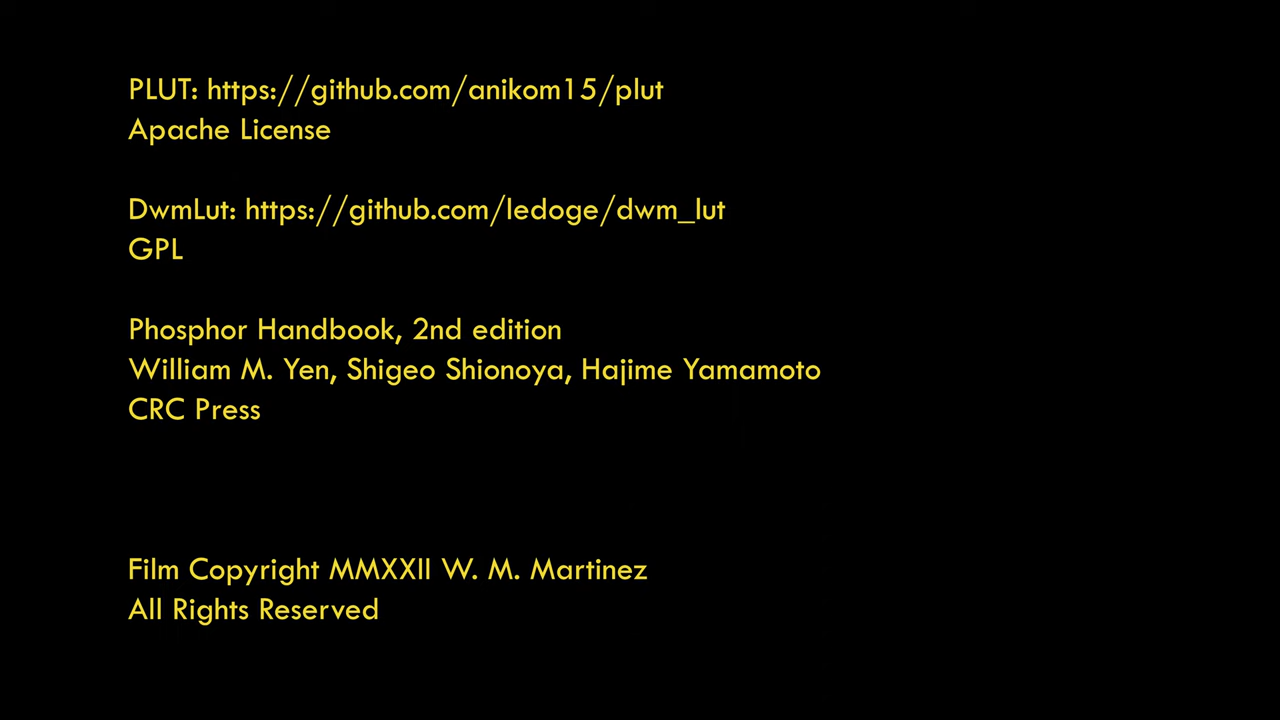 PLUT: https://github.com/anikom15/plut
Apache License
DwmLut: https://github.com/ledoge/dwm_lut
GPL
Phosphor Handbook, 2nd edition
William M. Yen, Shigeo Shionoya, Hajime Yamamoto
CRC Press
Film Copyright MMXXII W. M. Martinez
All Rights Reserved